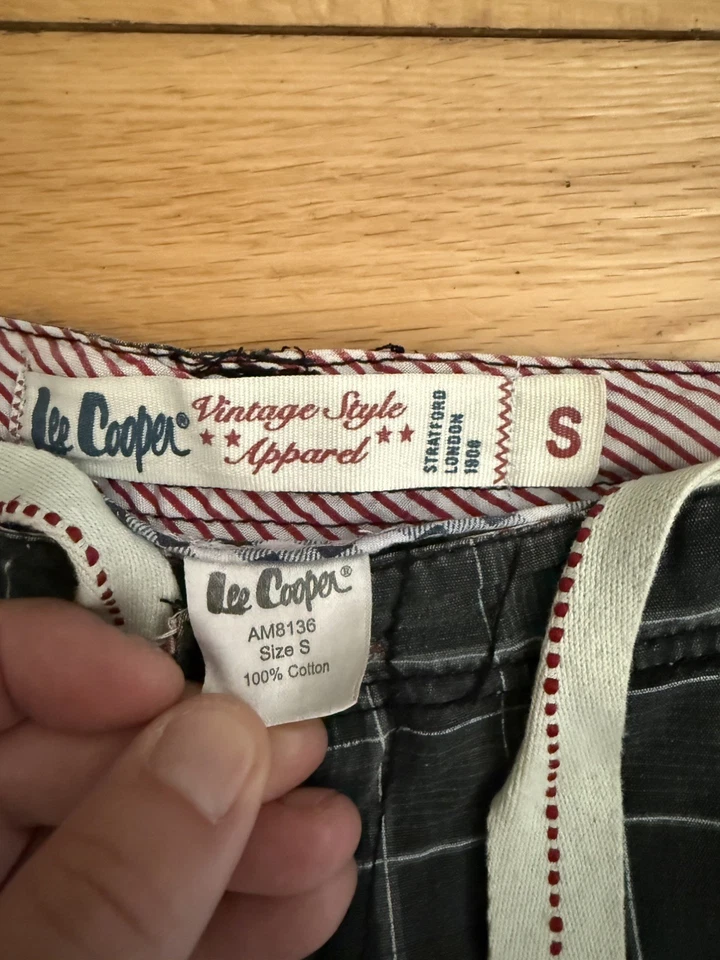 Lee Cooper®
Vintage Style
Apparel
STRATFORD
LONDON
1908
S
Lee Cooper®
AM8136
Size S
100% Cotton